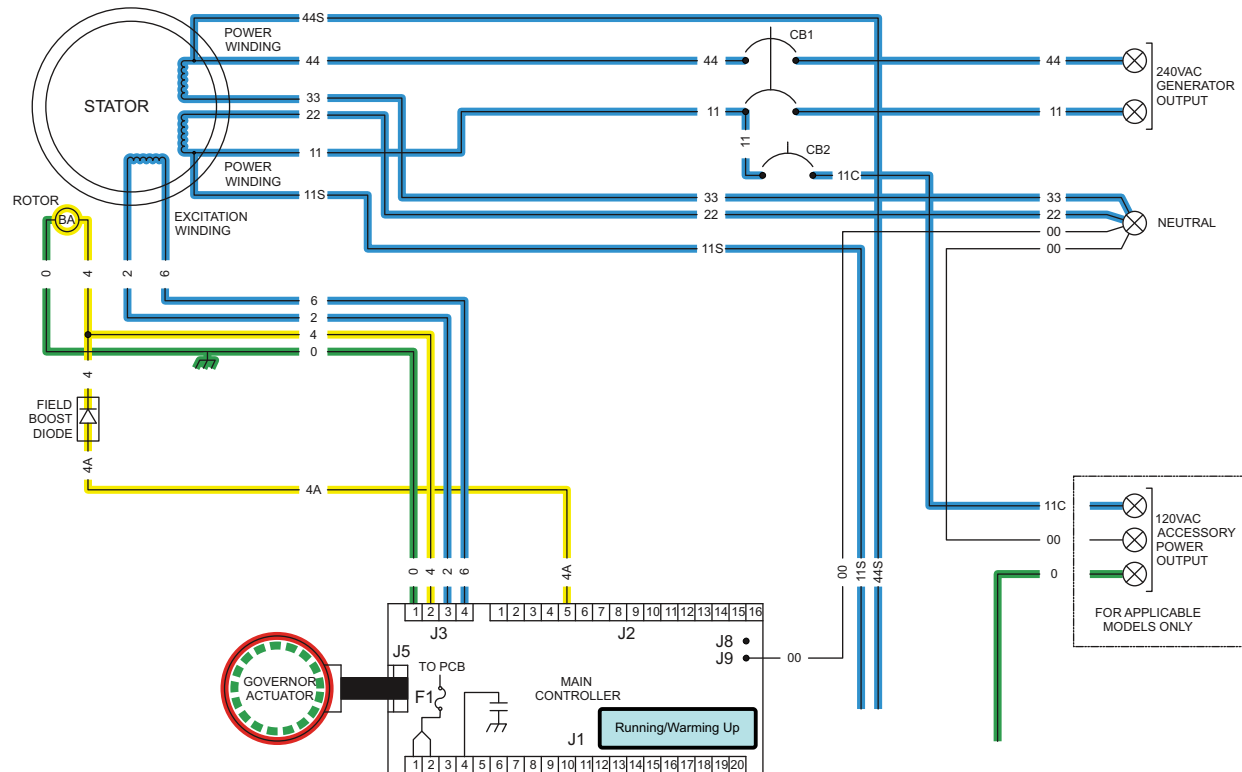 44S
POWER
WINDING
44
44
CB1
44
240VAC
GENERATOR
OUTPUT
STATOR
33
22
11
11
11
11
11
CB2
11C
POWER
WINDING
11S
33
33
22
22
00
00
NEUTRAL
ROTOR
BA
EXCITATION
WINDING
11S
0
4
2
6
6
2
4
0
4
FIELD
BOOST
DIODE
4A
4A
11C
00
0
120VAC
ACCESSORY
POWER
OUTPUT
FOR APPLICABLE
MODELS ONLY
0
4
2
6
4A
00
11S
44S
1 2 3 4
1 2 3 4 5 6 7 8 9 10 11 12 13 14 15 16
J3
J2
J8
J9
00
J5
TO PCB
F1
GOVERNOR
ACTUATOR
MAIN
CONTROLLER
J1
Running/Warming Up
1 2 3 4 5 6 7 8 9 10 11 12 13 14 15 16 17 18 19 20